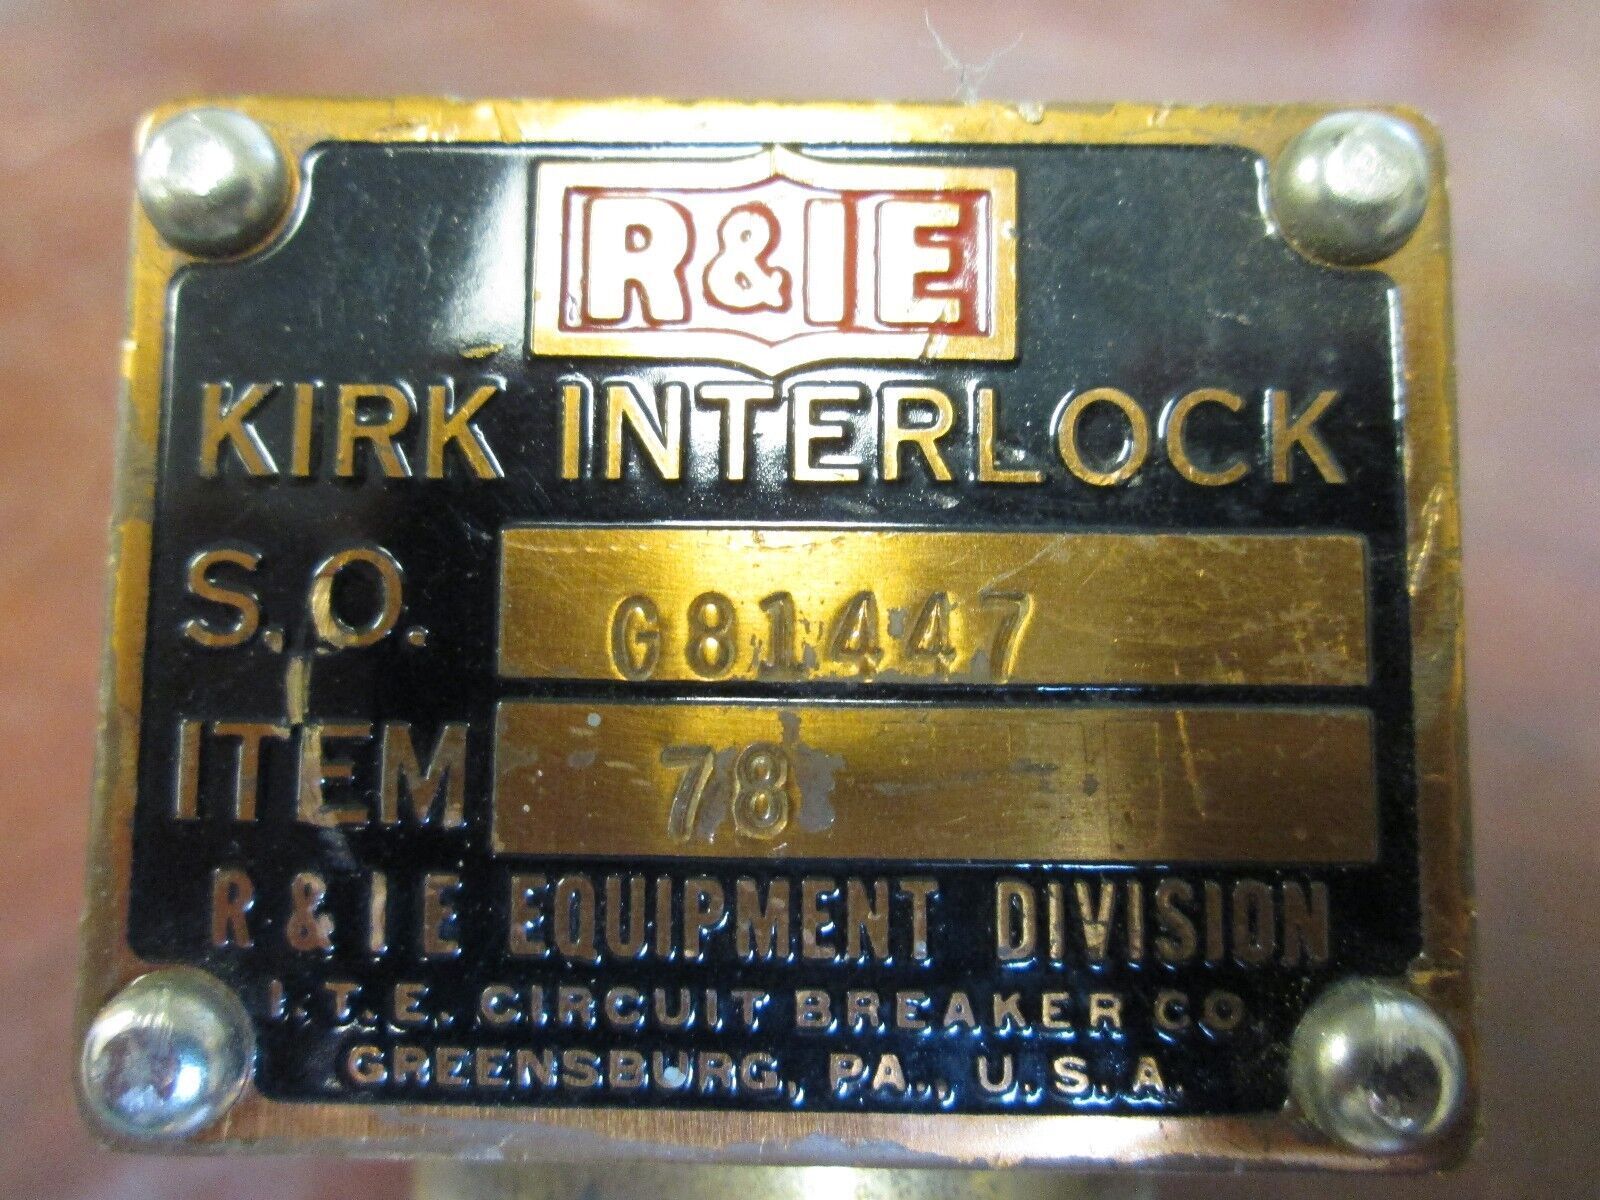 R&IE
KIRK INTERLOCK
S.O. G81447
ITEM 78
R & I E EQUIPMENT DIVISION
I.T.E. CIRCUIT BREAKER CO
GREENSBURG, PA., U.S.A.